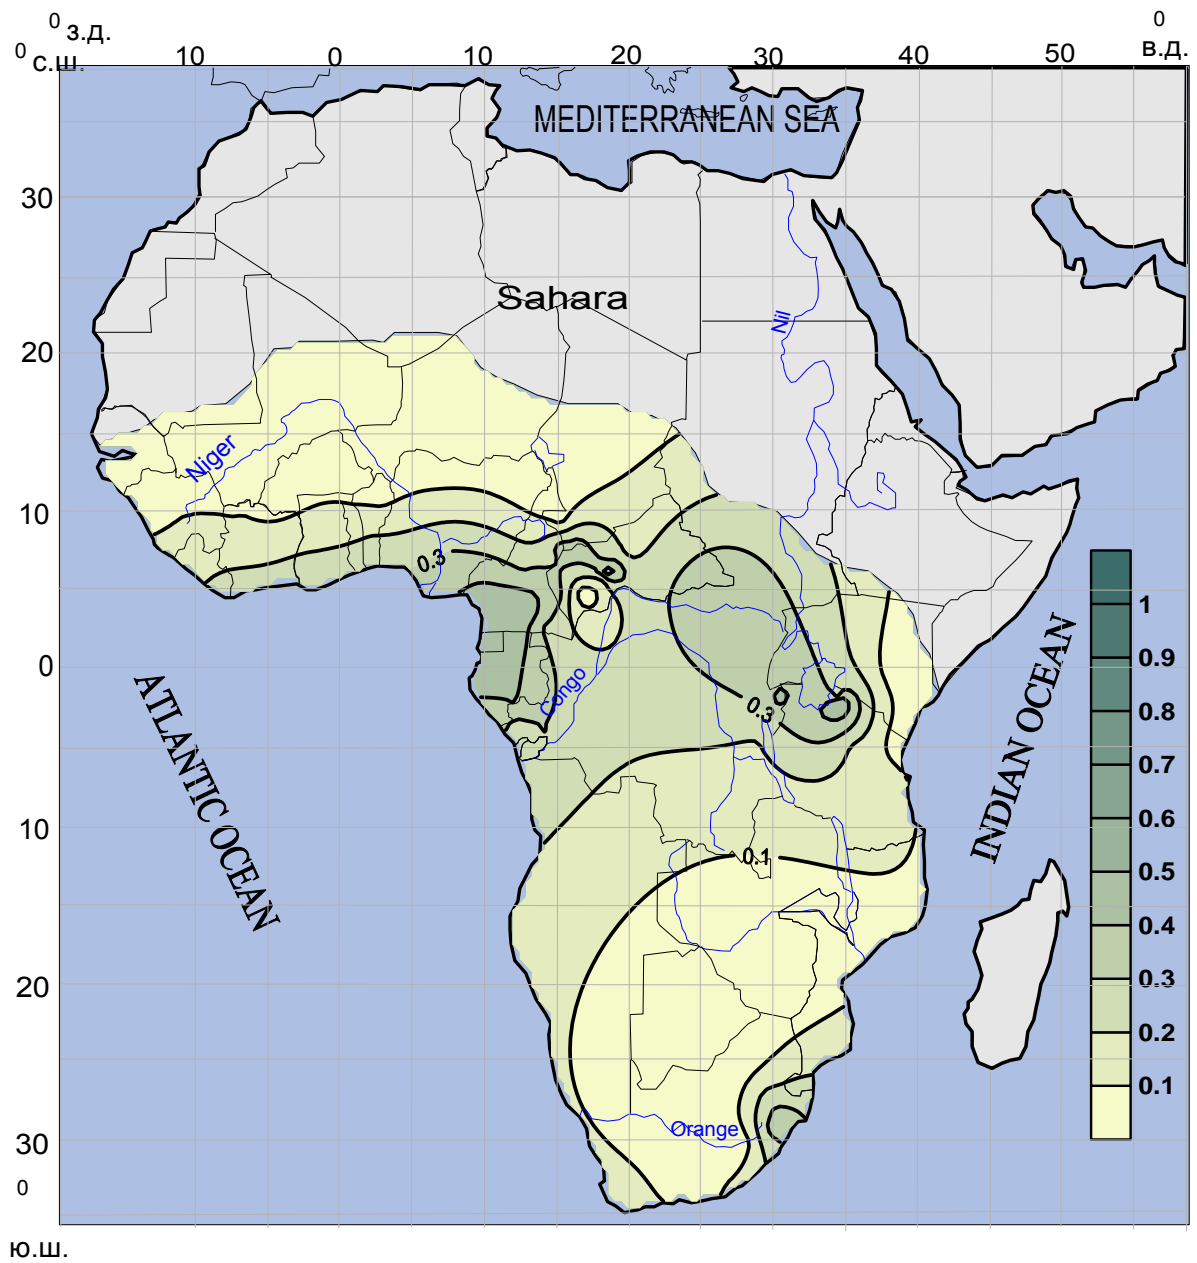 0 з.д.
0 с.ш.
10
0
10
20
30
40
50
0
в.д.
MEDITERRANEAN SEA
30
Sahara
Nil
20
Niger
10
0.3
1
0
0.9
Congo
ATLANTIC OCEAN
INDIAN OCEAN
0.3
0.8
0.7
10
0.6
0.1
0.5
0.4
20
0.3
0.2
0.1
Orange
30
0
ю.ш.